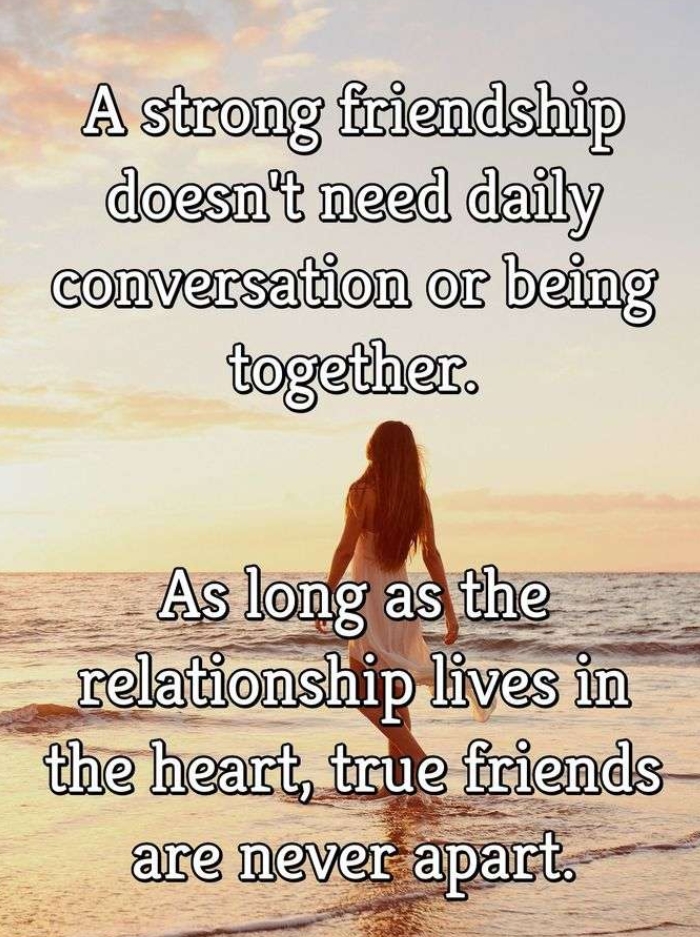 A strong friendship
doesn't need daily
conversation or being
together.
As long as the
relationship lives in
the heart, true friends
are never apart.